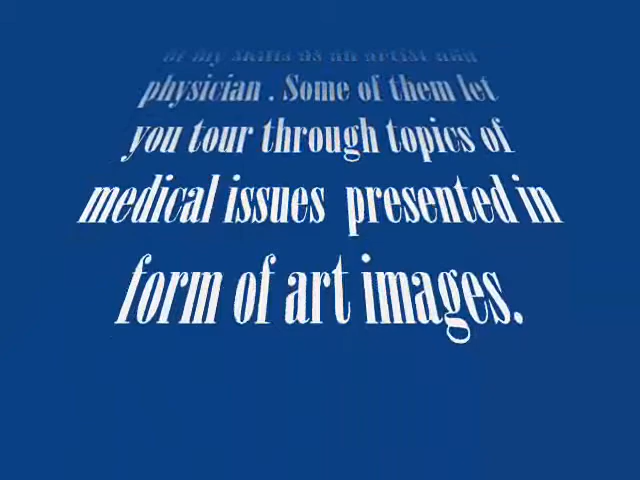 of my skills as an artist and
physician . Some of them let
you tour through topics of
medical issues presented in
form of art images.